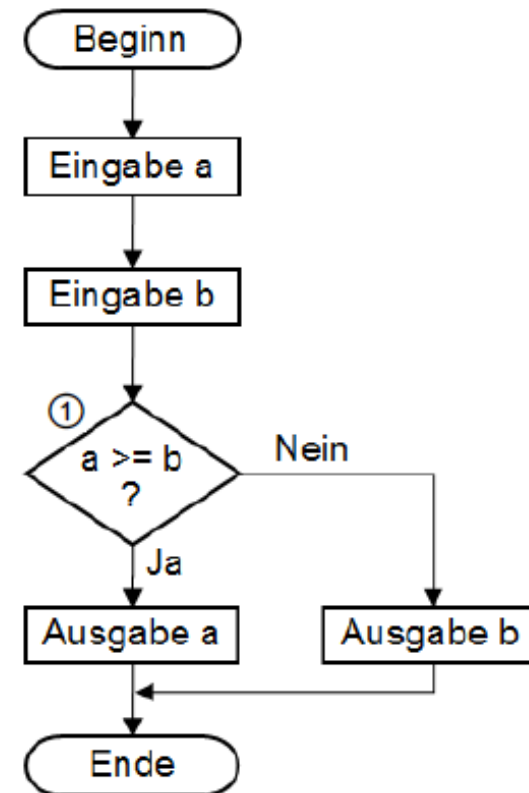 Beginn
Eingabe a
Eingabe b
①
a >= b
?
Nein
Ja
Ausgabe a
Ausgabe b
Ende